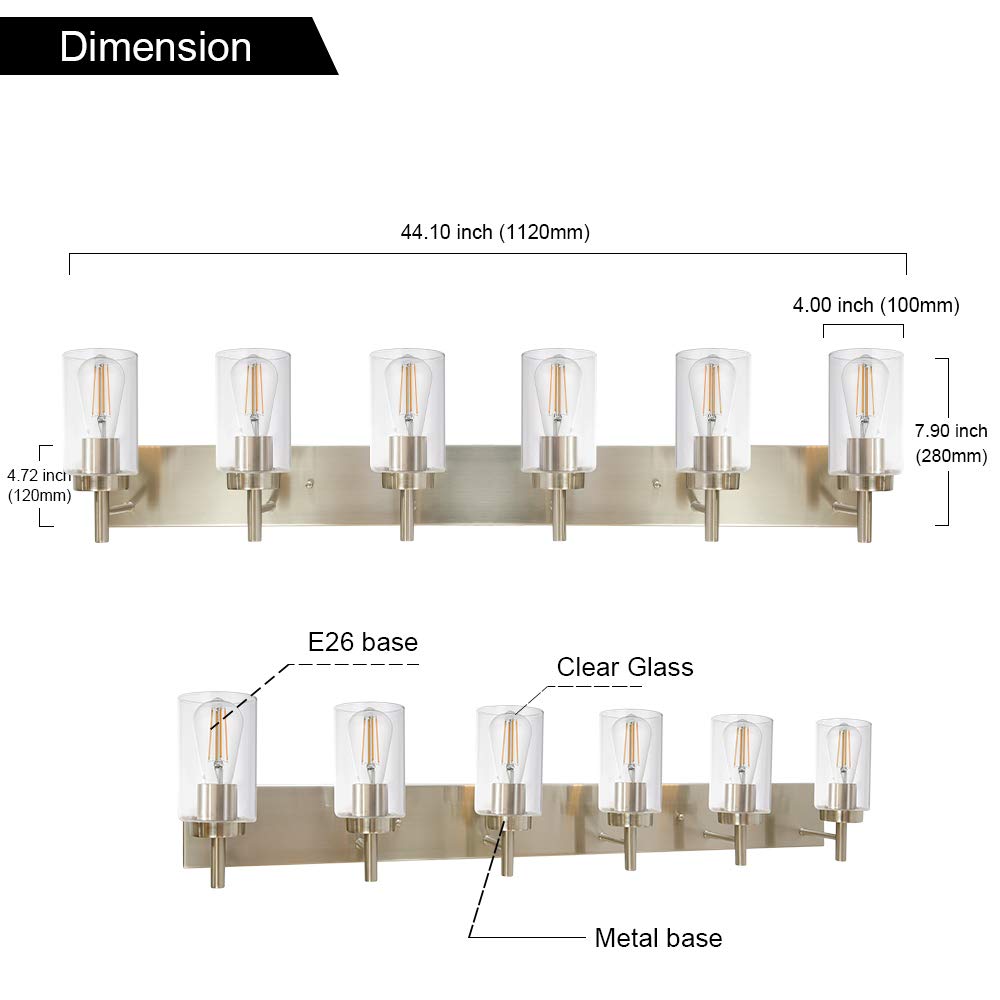 Dimension
44.10 inch (1120mm)
4.00 inch (100mm)
7.90 inch
(280mm)
4.72 inch
(120mm)
E26 base
Clear Glass
Metal base